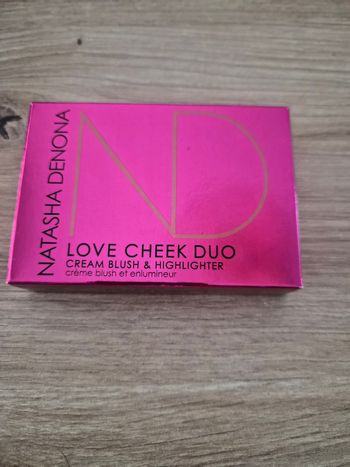 NATASHA DENONA
ND
LOVE CHEEK DUO
CREAM BLUSH & HIGHLIGHTER
crème blush et enlumineur